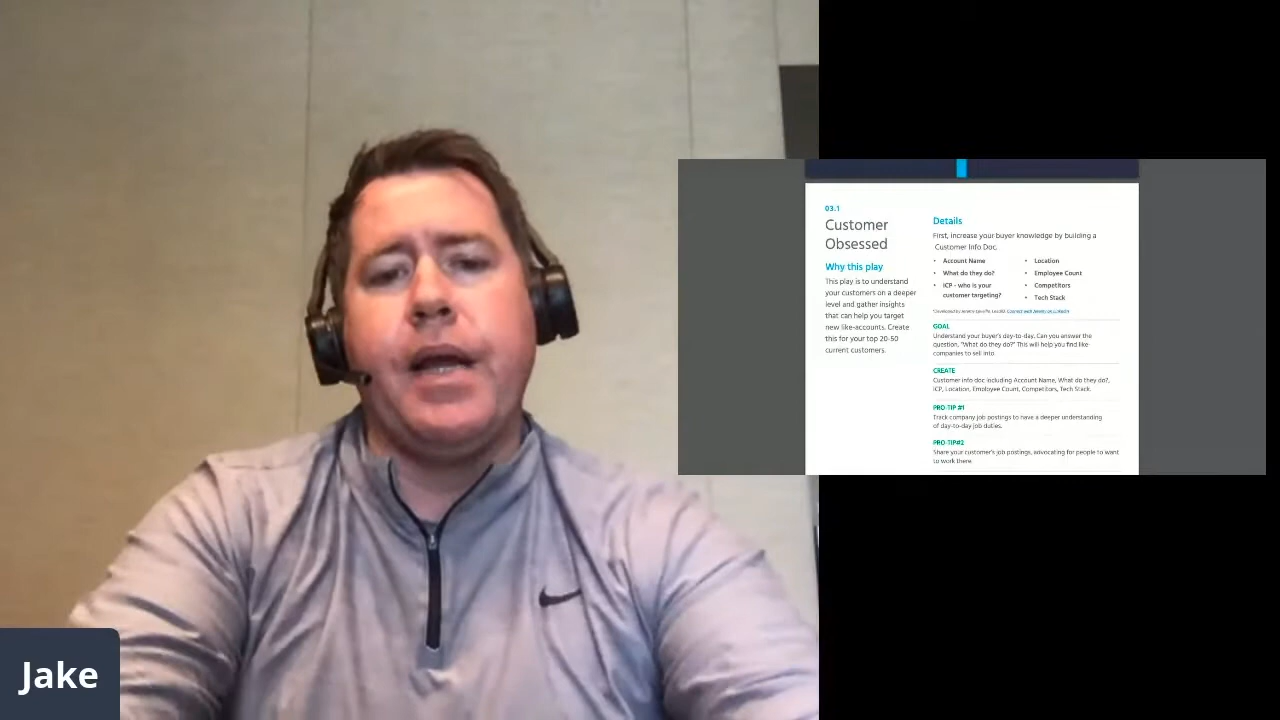 03.1
Customer
Obsessed
Why this play
This play is to understand
your customers on a deeper
level and gather insights
that can help you target
new like-accounts. Create
this for your top 20-50
current customers.
Details
First, increase your buyer knowledge by building a
Customer Info Doc.
• Account Name
• What do they do?
• ICP - who is your
customer targeting?
• Location
• Employee Count
• Competitors
• Tech Stack
GOAL
Understand your buyer's day-to-day. Can you answer the
question, "What do they do?" This will help you find like-
companies to sell into
CREATE
Customer info doc including Account Name, What do they do?,
ICP, Location, Employee Count, Competitors, Tech Stack.
PRO-TIP #1
Track company job postings to have a deeper understanding
of day-to-day job duties.
PRO-TIP#2
Share your customer's job postings, advocating for people to want
to work there.
Jake